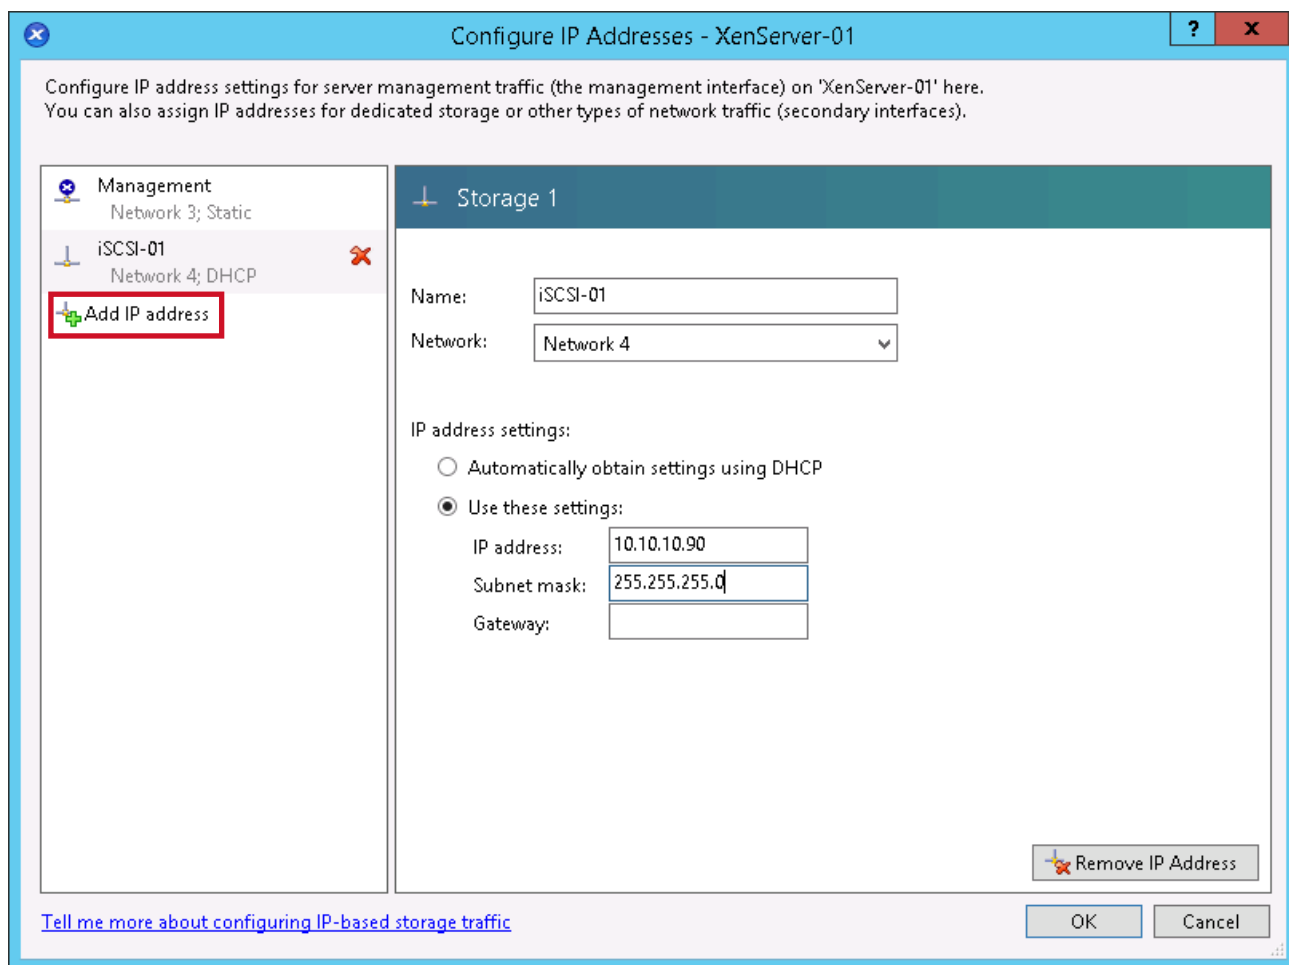 Configure IP Addresses - XenServer-01
?
x
Configure IP address settings for server management traffic (the management interface) on 'XenServer-01' here.
You can also assign IP addresses for dedicated storage or other types of network traffic (secondary interfaces).
Management
Network 3; Static
iSCSI-01
Network 4; DHCP
Add IP address
Storage 1
Name:
iSCSI-01
Network:
Network 4
IP address settings:
Automatically obtain settings using DHCP
Use these settings:
IP address:
10.10.10.90
Subnet mask:
255.255.255.0
Gateway:
Remove IP Address
Tell me more about configuring IP-based storage traffic
OK
Cancel